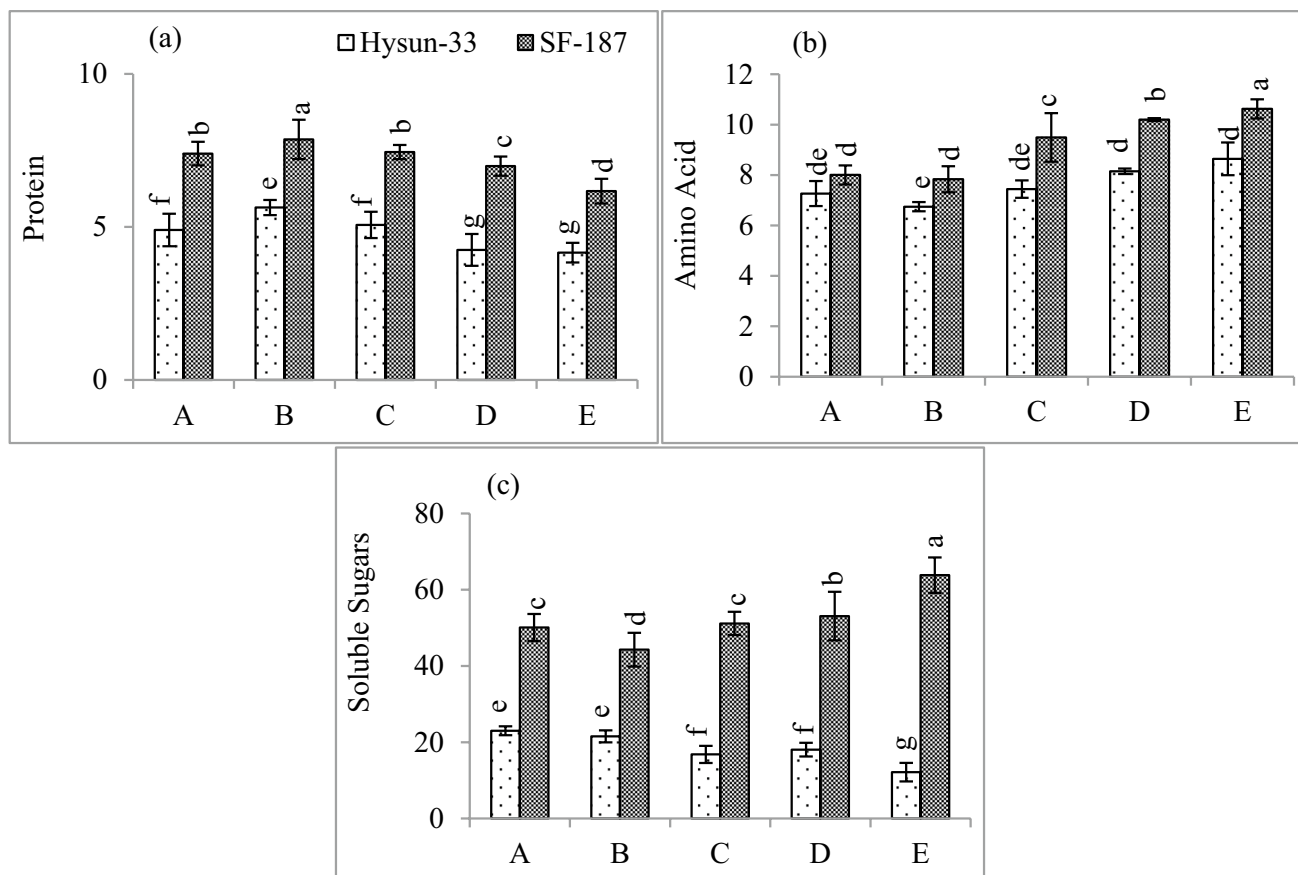 (a)
Hysun-33 SF-187
Protein
10
5
0
f b e a f b g c g d
A B C D E
(b)
Amino Acid
12
10
8
6
4
2
0
de d e d de c d b d a
A B C D E
(c)
Soluble Sugars
80
60
40
20
0
e c e d f c f b g a
A B C D E